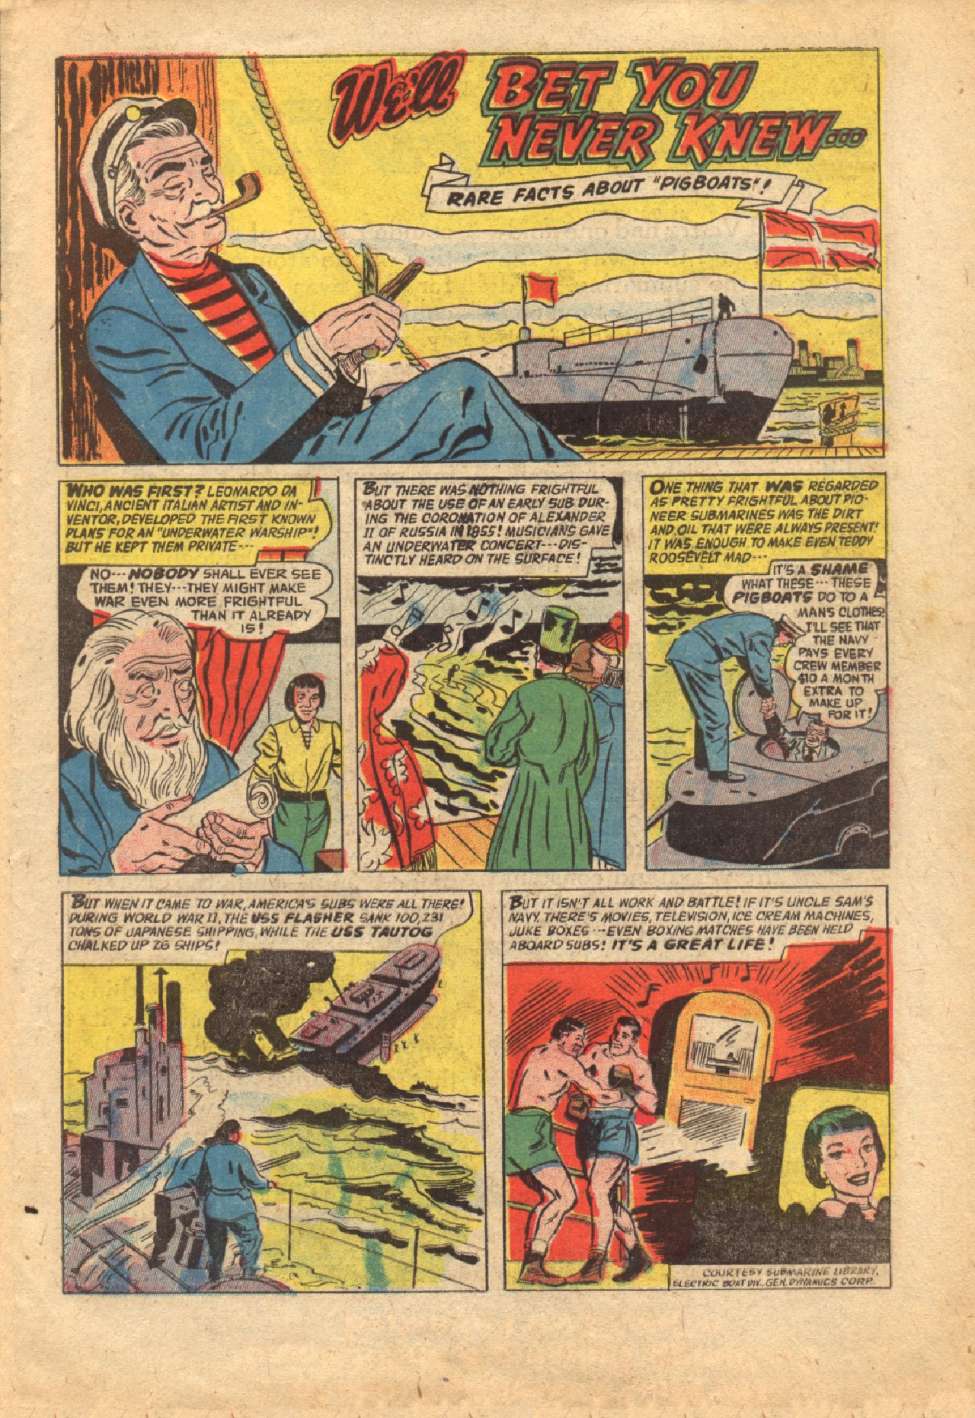 We'll BET YOU
NEVER KNEW...
RARE FACTS ABOUT "PIGBOATS"!
WHO WAS FIRST? LEONARDO DA
VINCI, ANCIENT ITALIAN ARTIST AND IN-
VENTOR, DEVELOPED THE FIRST KNOWN
PLANS FOR AN "UNDERWATER WARSHIP"!
BUT HE KEPT THEM PRIVATE---
NO--- NOBODY SHALL EVER SEE
THEM! THEY---THEY MIGHT MAKE
WAR EVEN MORE FRIGHTFUL
THAN IT ALREADY
IS!
BUT THERE WAS NOTHING FRIGHTFUL
ABOUT THE USE OF AN EARLY SUB DUR-
ING THE CORONATION OF ALEXANDER
II OF RUSSIA IN 1855! MUSICIANS GAVE
AN UNDERWATER CONCERT---DIS-
TINCTLY HEARD ON THE SURFACE!
ONE THING THAT WAS REGARDED
AS PRETTY FRIGHTFUL ABOUT PIO-
NEER SUBMARINES WAS THE DIRT
AND OIL THAT WERE ALWAYS PRESENT!
IT WAS ENOUGH TO MAKE EVEN TEDDY
ROOSEVELT MAD---
IT'S A SHAME
WHAT THESE--- THESE
PIGBOATS DO TO A
MAN'S CLOTHES!
I'LL SEE THAT
THE NAVY
PAYS EVERY
CREW MEMBER
$10 A MONTH
EXTRA TO
MAKE UP
FOR IT!
BUT WHEN IT CAME TO WAR, AMERICA'S SUBS WERE ALL THERE!
DURING WORLD WAR II, THE USS FLASHER SANK 100,231
TONS OF JAPANESE SHIPPING, WHILE THE USS TAUTOG
CHALKED UP 26 SHIPS!
BUT IT ISN'T ALL WORK AND BATTLE! IF IT'S UNCLE SAM'S
NAVY, THERE'S MOVIES, TELEVISION, ICE CREAM MACHINES,
JUKE BOXES---EVEN BOXING MATCHES HAVE BEEN HELD
ABOARD SUBS! IT'S A GREAT LIFE!
COURTESY SUBMARINE LIBRARY,
ELECTRIC BOAT DIV., GEN. DYNAMICS CORP.